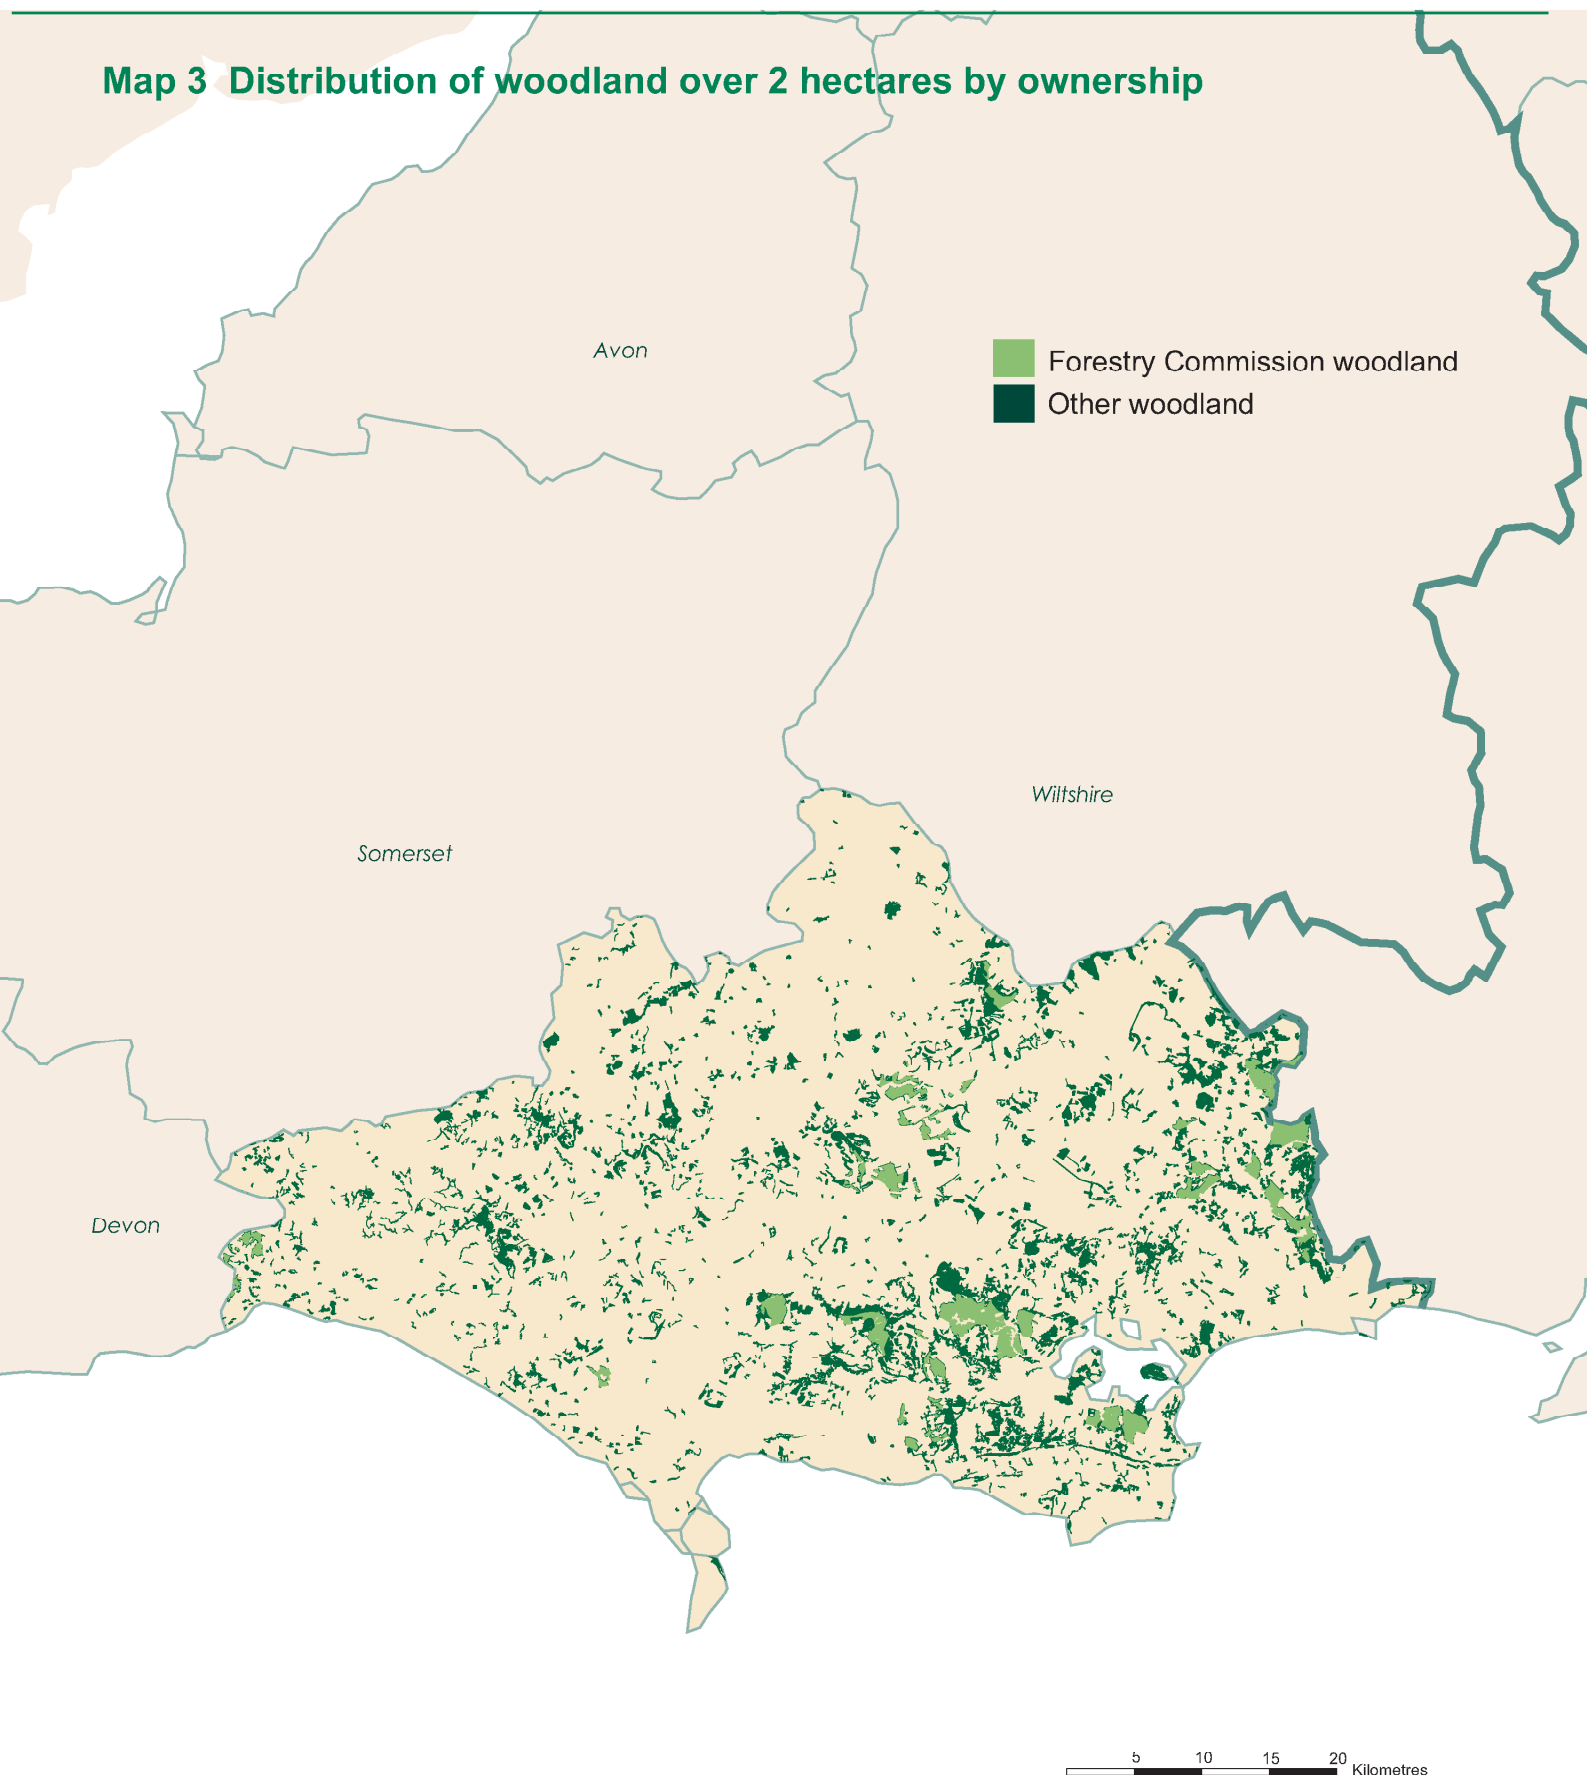 Map 3  Distribution of woodland over 2 hectares by ownership
Avon
Forestry Commission woodland
Other woodland
Wiltshire
Somerset
Devon
5 10 15 20 Kilometres